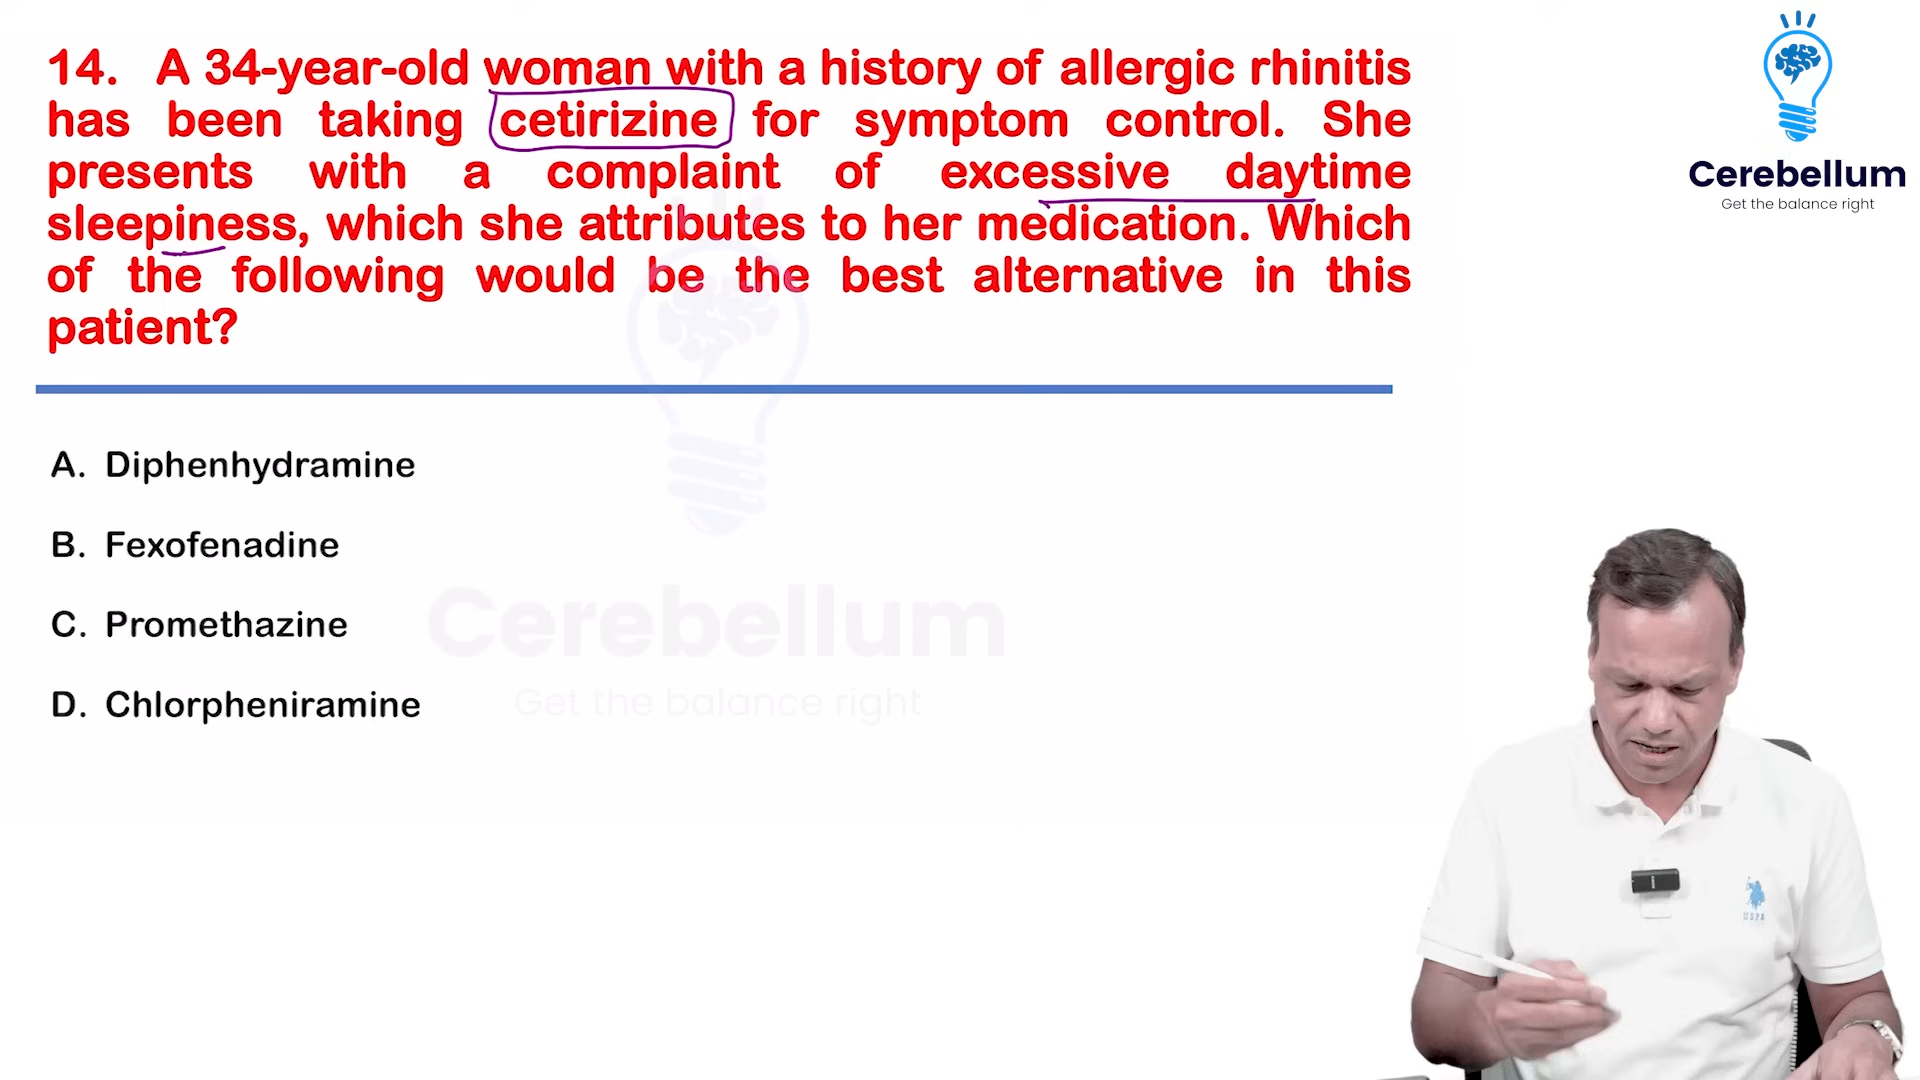 14. A 34-year-old woman with a history of allergic rhinitis
has been taking cetirizine for symptom control. She
presents with a complaint of excessive daytime
sleepiness, which she attributes to her medication. Which
of the following would be the best alternative in this
patient?
A. Diphenhydramine
B. Fexofenadine
C. Promethazine
D. Chlorpheniramine
Cerebellum
Get the balance right
Cerebellum
Get the balance right
USPA